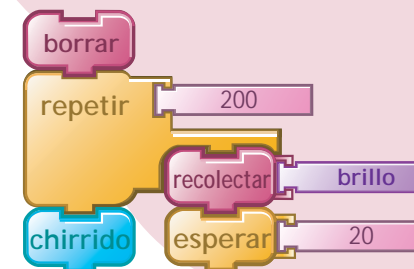 borrar
repetir 200
recolectar brillo
chirrido esperar 20